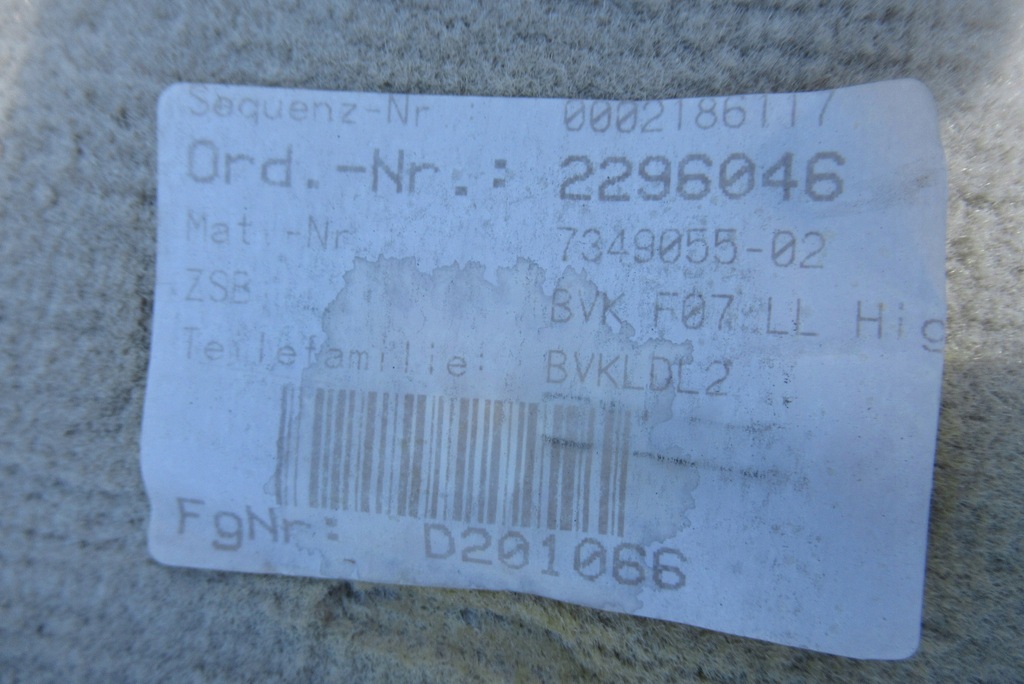 Sequenz-Nr : 0002186117
Ord.-Nr.: 2296046
Mat.-Nr 7349055-02
ZSB BVK F07 LL Hig
Teilefamilie: BVKLDL2
FgNr: D201066